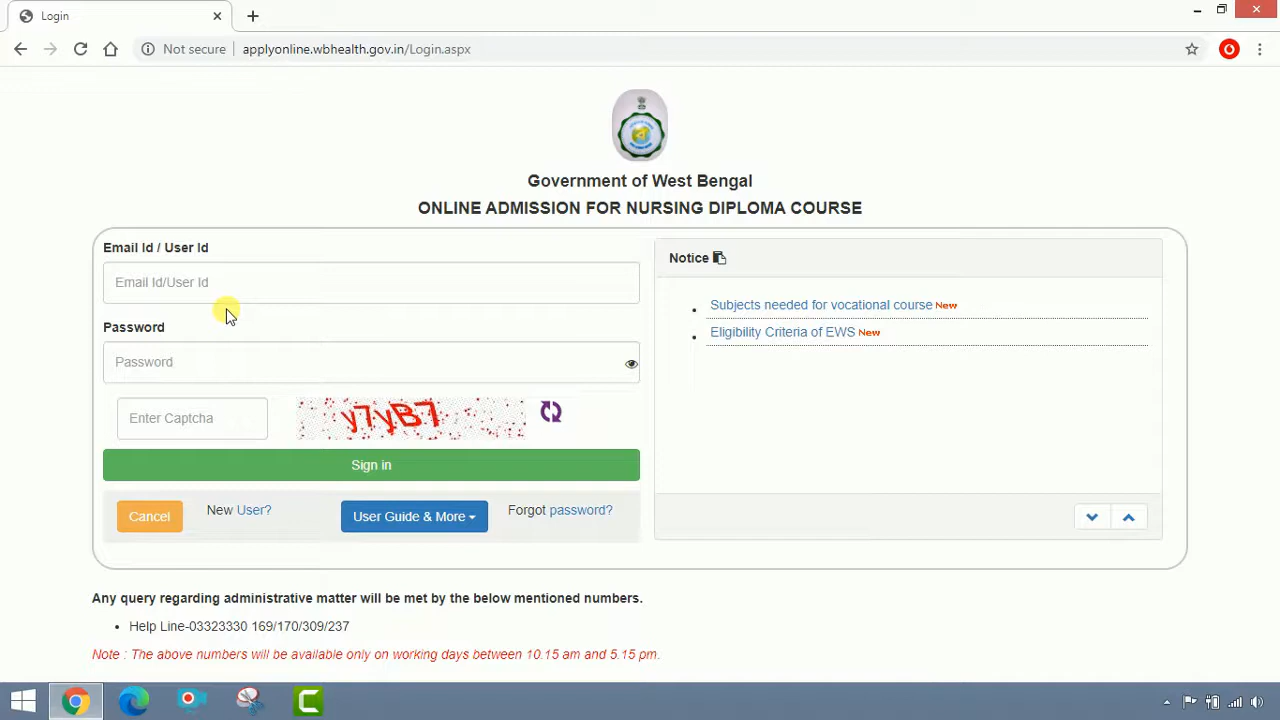 Login
Not secure
applyonline.wbhealth.gov.in/Login.aspx
Government of West Bengal
ONLINE ADMISSION FOR NURSING DIPLOMA COURSE
Email Id / User Id
Email Id/User Id
Password
Password
Enter Captcha
y7yB7
Sign in
Cancel
New User?
User Guide & More
Forgot password?
Notice
Subjects needed for vocational course New
Eligibility Criteria of EWS New
Any query regarding administrative matter will be met by the below mentioned numbers.
Help Line-03323330 169/170/309/237
Note : The above numbers will be available only on working days between 10.15 am and 5.15 pm.